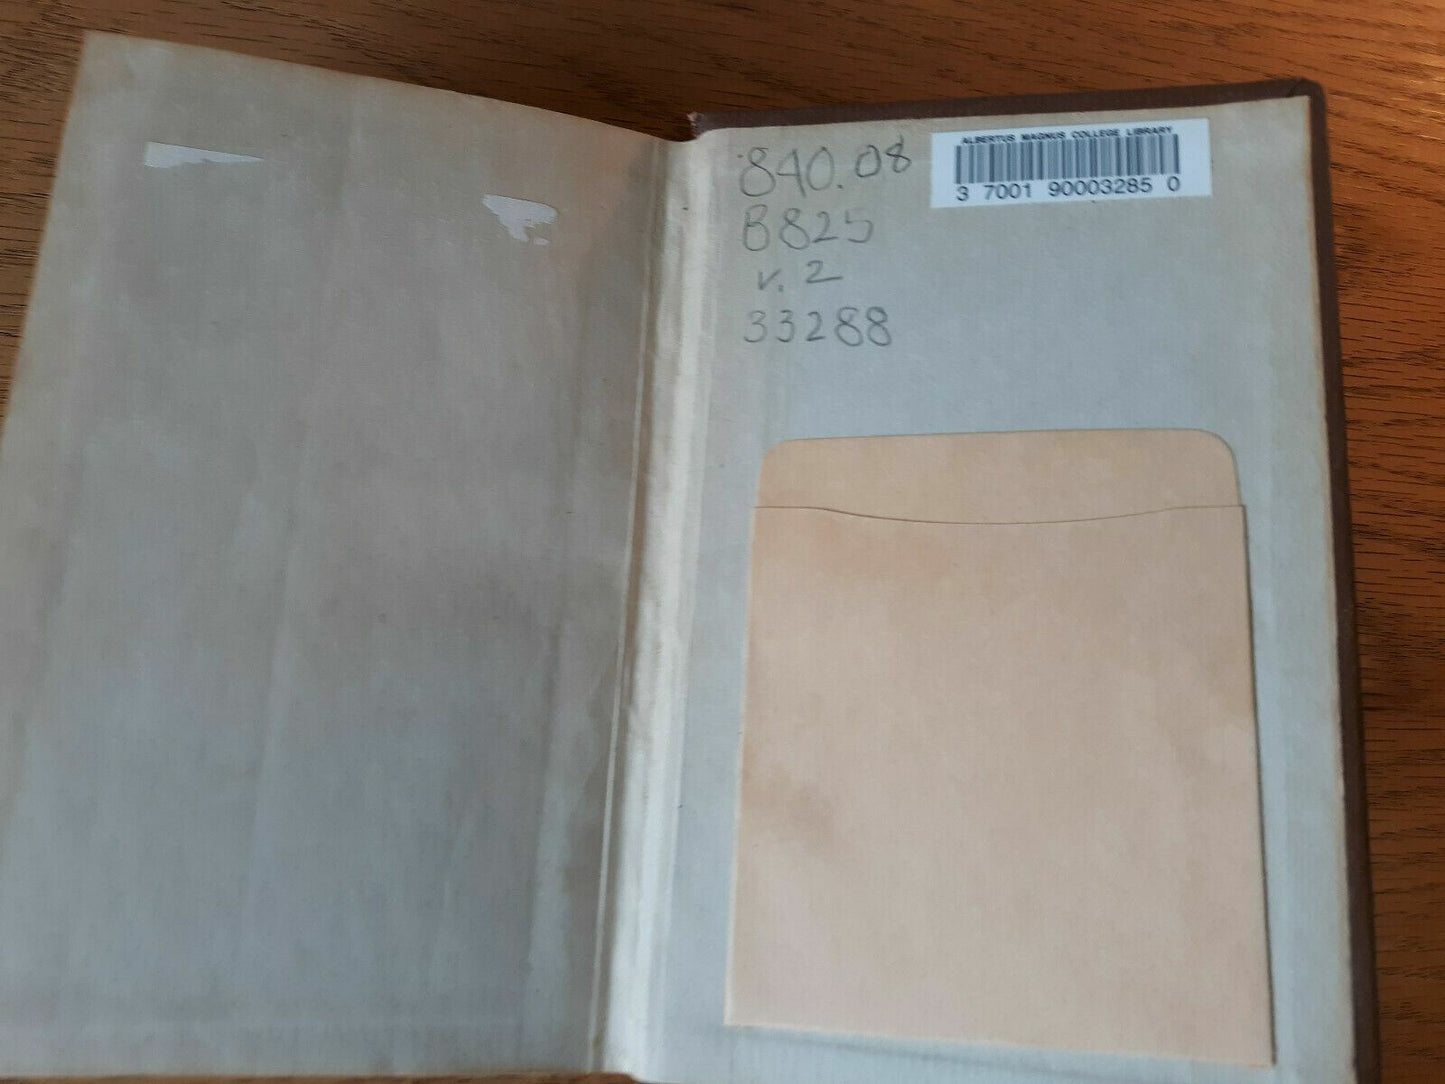 840.08
B825
v. 2
33288
ALBERTUS MAGNUS COLLEGE LIBRARY
3 7001 90003285 0